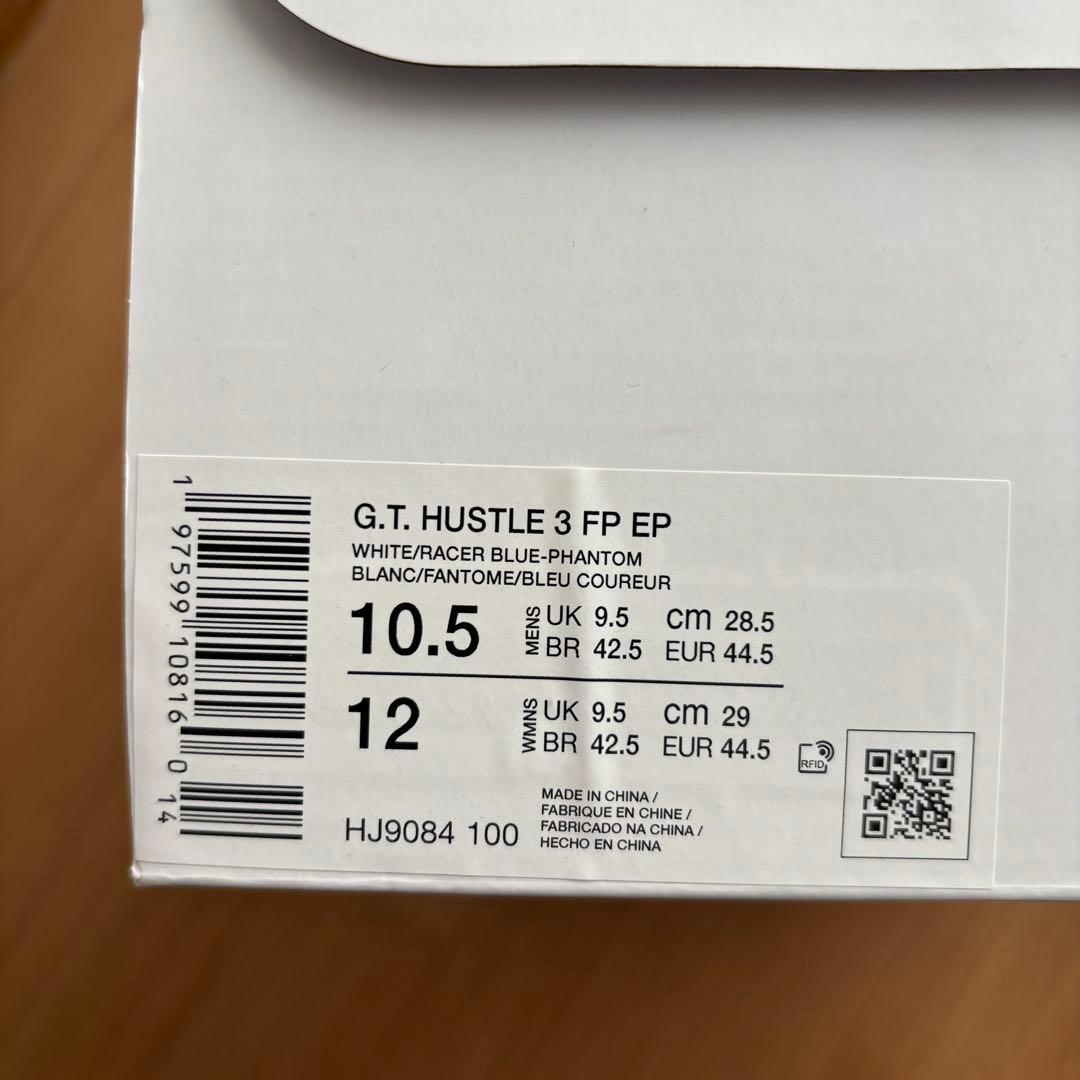 1 97599 10816 0 14
G.T. HUSTLE 3 FP EP
WHITE/RACER BLUE-PHANTOM
BLANC/FANTOME/BLEU COUREUR
10.5 MENS UK 9.5 cm 28.5
BR 42.5 EUR 44.5
12 WMNS UK 9.5 cm 29
BR 42.5 EUR 44.5
RFID
HJ9084 100
MADE IN CHINA /
FABRIQUE EN CHINE /
FABRICADO NA CHINA /
HECHO EN CHINA